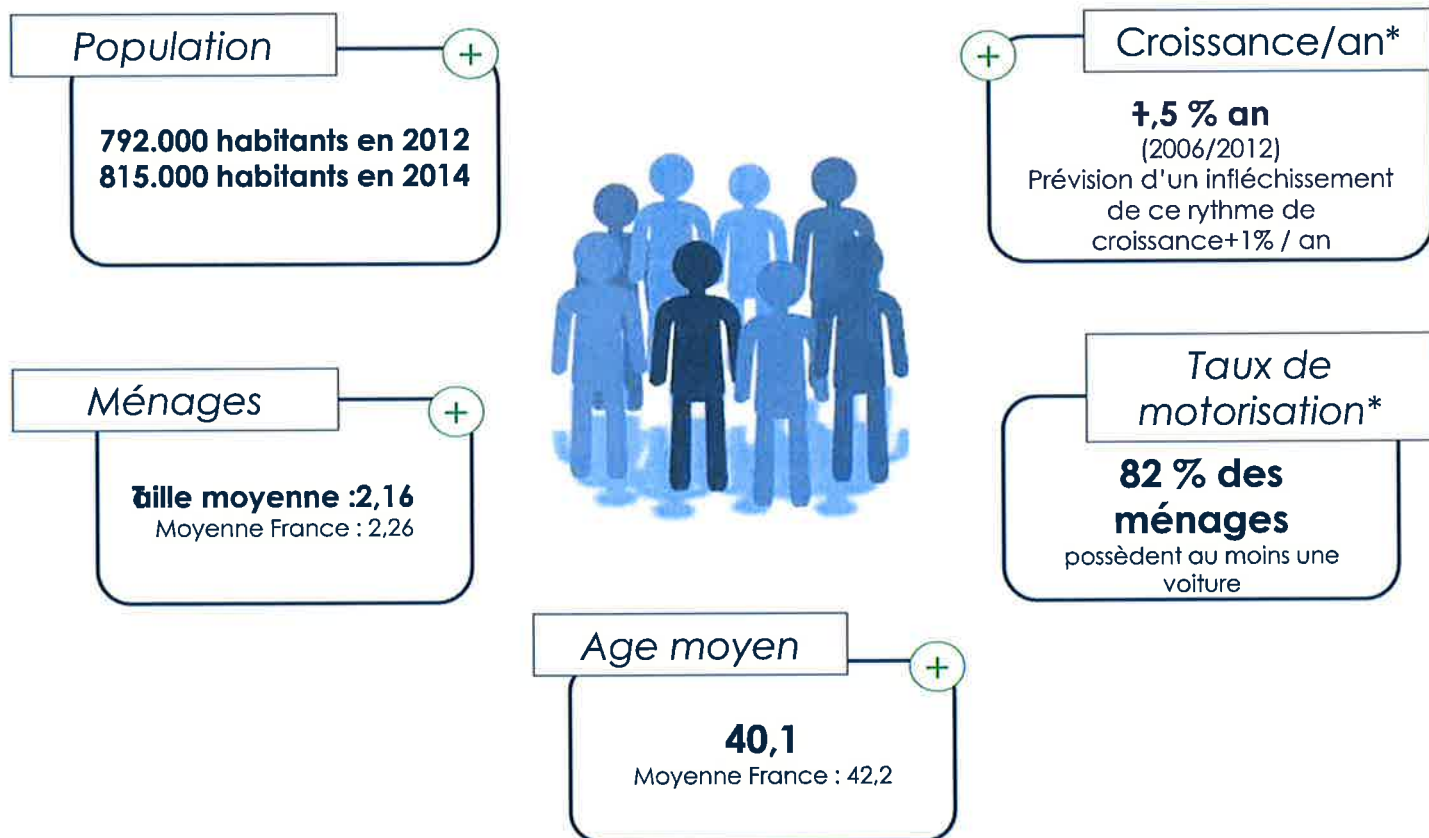 Population
+
792.000 habitants en 2012
815.000 habitants en 2014
Croissance/an*
+
+1,5 % an
(2006/2012)
Prévision d'un infléchissement
de ce rythme de
croissance+1% / an
Ménages
+
Taille moyenne :2,16
Moyenne France : 2,26
Taux de
motorisation*
82 % des
ménages
possèdent au moins une
voiture
Age moyen
+
40,1
Moyenne France : 42,2